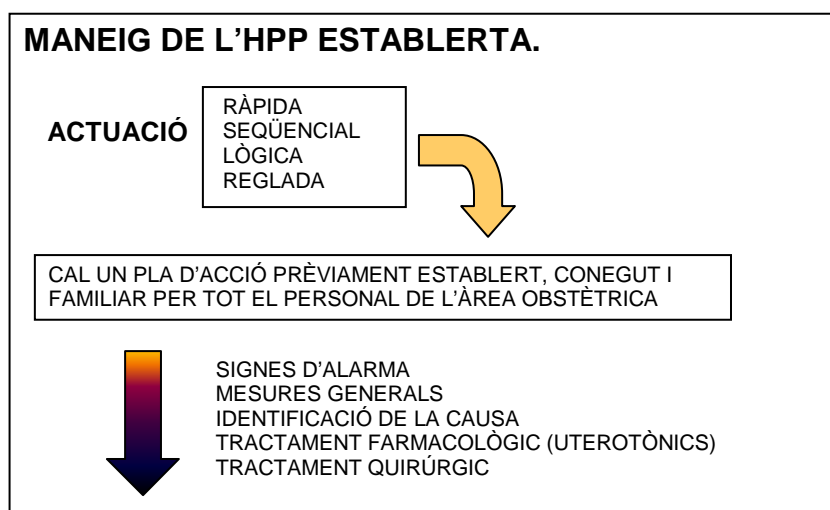 MANEIG DE L'HPP ESTABLERTA.
ACTUACIÓ
RÀPIDA
SEQÜENCIAL
LÒGICA
REGLADA
CAL UN PLA D'ACCIÓ PRÈVIAMENT ESTABLERT, CONEGUT I
FAMILIAR PER TOT EL PERSONAL DE L'ÀREA OBSTÈTRICA
SIGNES D'ALARMA
MESURES GENERALS
IDENTIFICACIÓ DE LA CAUSA
TRACTAMENT FARMACOLÒGIC (UTEROTÒNICS)
TRACTAMENT QUIRÚRGIC